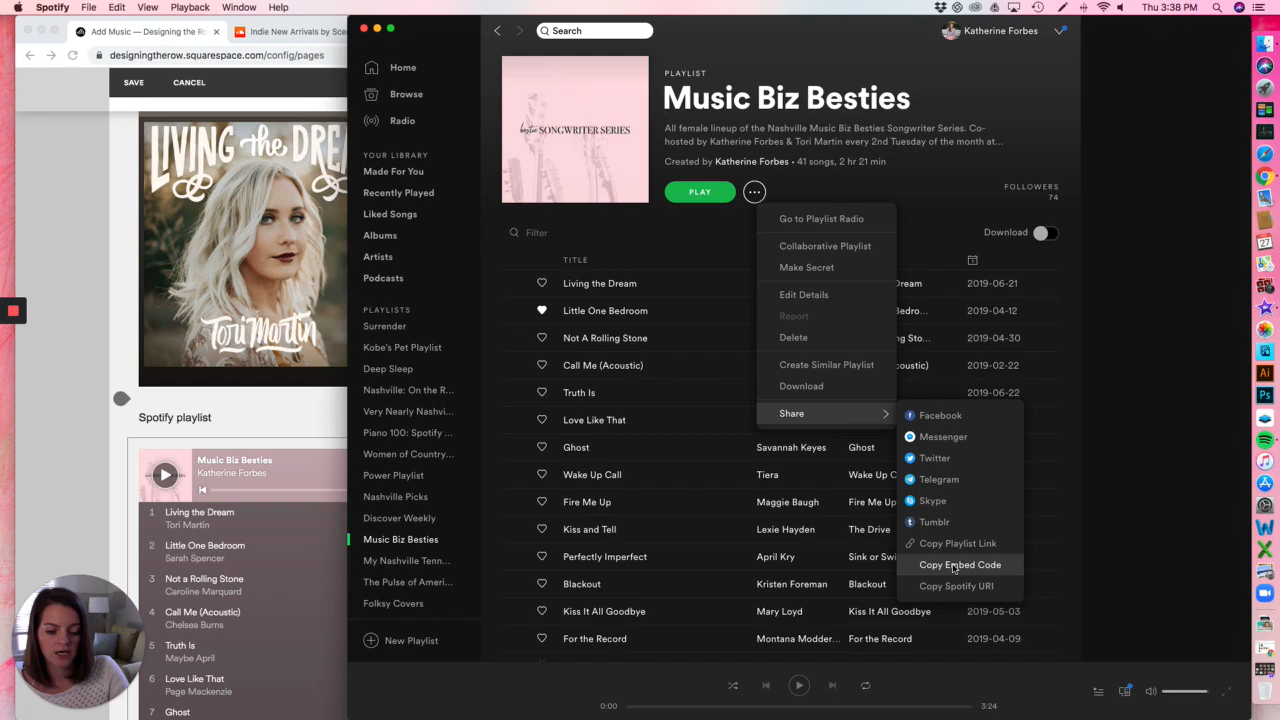 Spotify File Edit View Playback Window Help
Thu 3:38 PM
Add Music — Designing the Ro
Indie New Arrivals by Sce
designingtherow.squarespace.com/config/pages
SAVE CANCEL
LIVING the DREA
Tori Martin
Spotify playlist
Music Biz Besties
Katherine Forbes
1 Living the Dream
Tori Martin
2 Little One Bedroom
Sarah Spencer
3 Not a Rolling Stone
Caroline Marquard
4 Call Me (Acoustic)
Chelsea Burns
5 Truth Is
Maybe April
6 Love Like That
Page Mackenzie
7 Ghost
Home
Browse
Radio
YOUR LIBRARY
Made For You
Recently Played
Liked Songs
Albums
Artists
Podcasts
PLAYLISTS
Surrender
Kobe's Pet Playlist
Deep Sleep
Nashville: On the R...
Very Nearly Nashvi...
Piano 100: Spotify ...
Women of Country...
Power Playlist
Nashville Picks
Discover Weekly
Music Biz Besties
My Nashville Tenn...
The Pulse of Ameri...
Folksy Covers
New Playlist
Search
Katherine Forbes
bestie SONGWRITER SERIES
PLAYLIST
Music Biz Besties
All female lineup of the Nashville Music Biz Besties Songwriter Series. Co-
hosted by Katherine Forbes & Tori Martin every 2nd Tuesday of the month at...
Created by Katherine Forbes • 41 songs, 2 hr 21 min
PLAY
FOLLOWERS
74
Filter
Download
TITLE
Living the Dream Dream 2019-06-21
Little One Bedroom Bedro... 2019-04-12
Not A Rolling Stone Sto... 2019-04-30
Call Me (Acoustic) coustic) 2019-02-22
Truth Is 2019-06-22
Love Like That
Ghost Savannah Keyes Ghost
Wake Up Call Tiera Wake Up
Fire Me Up Maggie Baugh Fire Me
Kiss and Tell Lexie Hayden The Drive
Perfectly Imperfect April Kry Sink or Swi
Blackout Kristen Foreman Blackout
Kiss It All Goodbye Mary Loyd Kiss It All Goodbye 2019-05-03
For the Record Montana Modder... For the Record 2019-04-09
Go to Playlist Radio
Collaborative Playlist
Make Secret
Edit Details
Report
Delete
Create Similar Playlist
Download
Share
Facebook
Messenger
Twitter
Telegram
Skype
Tumblr
Copy Playlist Link
Copy Embed Code
Copy Spotify URI
0:00
3:24
27
Ai
Ps